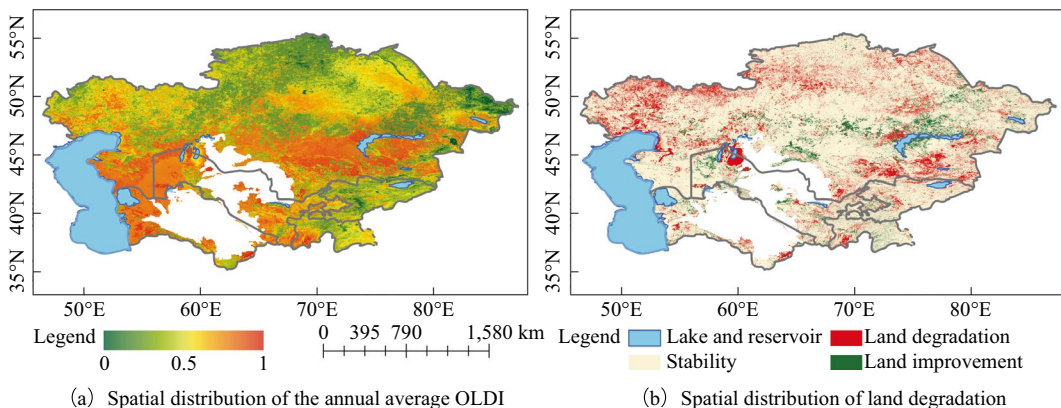 55°N
50°N
45°N
40°N
35°N
50°E 60°E 70°E 80°E
Legend
0 0.5 1
0 395 790 1,580 km
(a) Spatial distribution of the annual average OLDI
55°N
50°N
45°N
40°N
35°N
50°E 60°E 70°E 80°E
Legend
Lake and reservoir
Land degradation
Stability
Land improvement
(b) Spatial distribution of land degradation